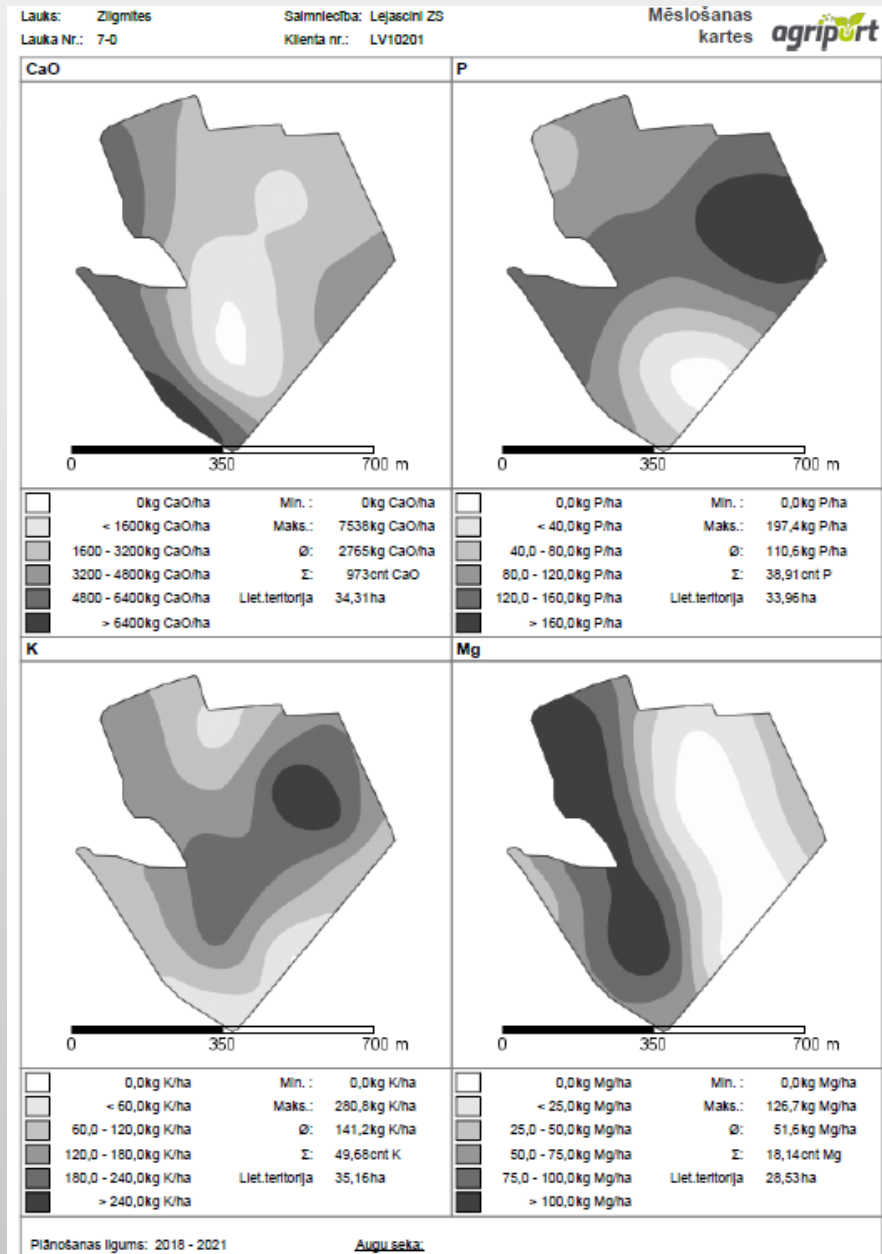 Lauks: Zilgmites Saimniecība: Lejascini ZS Mēslošanas
Lauka Nr.: 7-0 Klienta nr.: LV10201 kartes agriport
CaO
0 350 700 m
0kg CaO/ha Min. : 0kg CaO/ha
< 1600kg CaO/ha Maks.: 7538kg CaO/ha
1600 - 3200kg CaO/ha Ø: 2765kg CaO/ha
3200 - 4800kg CaO/ha Σ: 973cnt CaO
4800 - 6400kg CaO/ha Liet.teritorija 34,31ha
> 6400kg CaO/ha
P
0 350 700 m
0,0kg P/ha Min. : 0,0kg P/ha
< 40,0kg P/ha Maks.: 197,4kg P/ha
40,0 - 80,0kg P/ha Ø: 110,6kg P/ha
80,0 - 120,0kg P/ha Σ: 38,91cnt P
120,0 - 160,0kg P/ha Liet.teritorija 33,96ha
> 160,0kg P/ha
K
0 350 700 m
0,0kg K/ha Min. : 0,0kg K/ha
< 60,0kg K/ha Maks.: 280,8kg K/ha
60,0 - 120,0kg K/ha Ø: 141,2kg K/ha
120,0 - 180,0kg K/ha Σ: 49,68cnt K
180,0 - 240,0kg K/ha Liet.teritorija 35,16ha
> 240,0kg K/ha
Mg
0 350 700 m
0,0kg Mg/ha Min. : 0,0kg Mg/ha
< 25,0kg Mg/ha Maks.: 126,7kg Mg/ha
25,0 - 50,0kg Mg/ha Ø: 51,6kg Mg/ha
50,0 - 75,0kg Mg/ha Σ: 18,14cnt Mg
75,0 - 100,0kg Mg/ha Liet.teritorija 28,53ha
> 100,0kg Mg/ha
Plānošanas ilgums: 2018 - 2021 Augu seka: